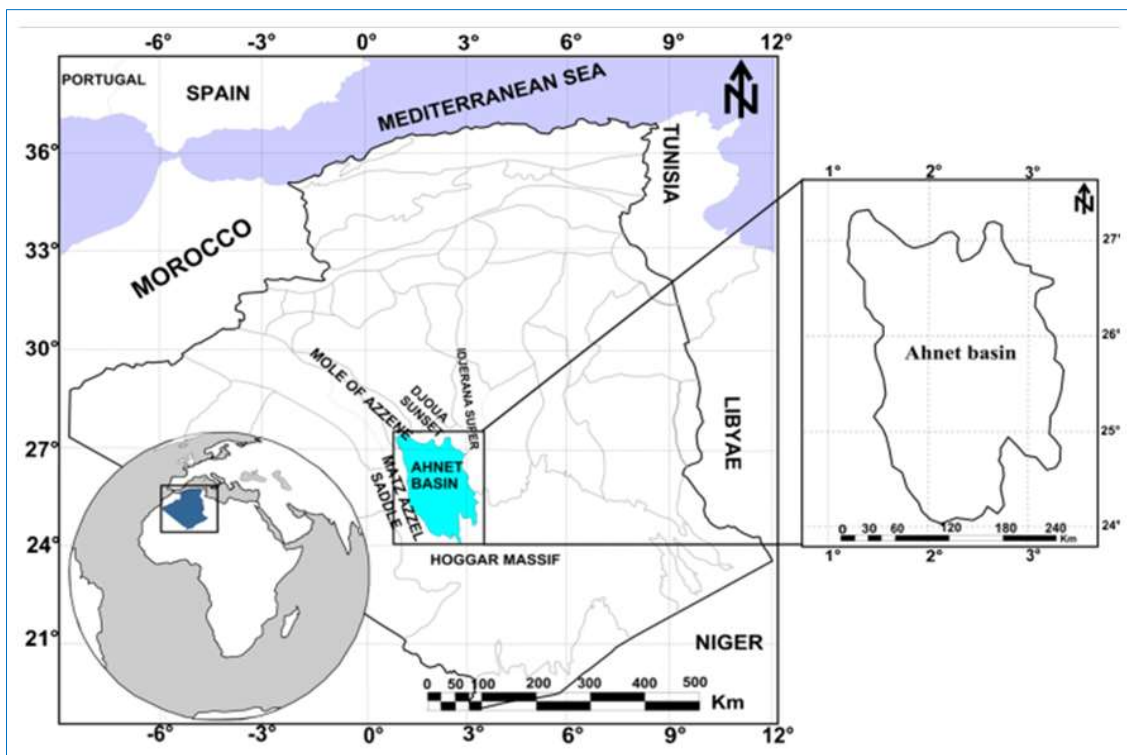 -6° -3° 0° 3° 6° 9° 12°
PORTUGAL
SPAIN
MEDITERRANEAN SEA
N
TUNISIA
36°
33°
30°
27°
24°
21°
MOROCCO
MOLE OF AZZENE
DJOUA
SUNSET
IDJERANA SUPER
LIBYAE
AHNET
BASIN
MATZ AZZEL
SADDLE
HOGGAR MASSIF
NIGER
0 50 100 200 300 400 500
Km
-6° -3° 0° 3° 6° 9° 12°
1° 2° 3°
N
27'
26°
Ahnet basin
25°
24°
0 30 60 120 180 240
Km
1° 2° 3°